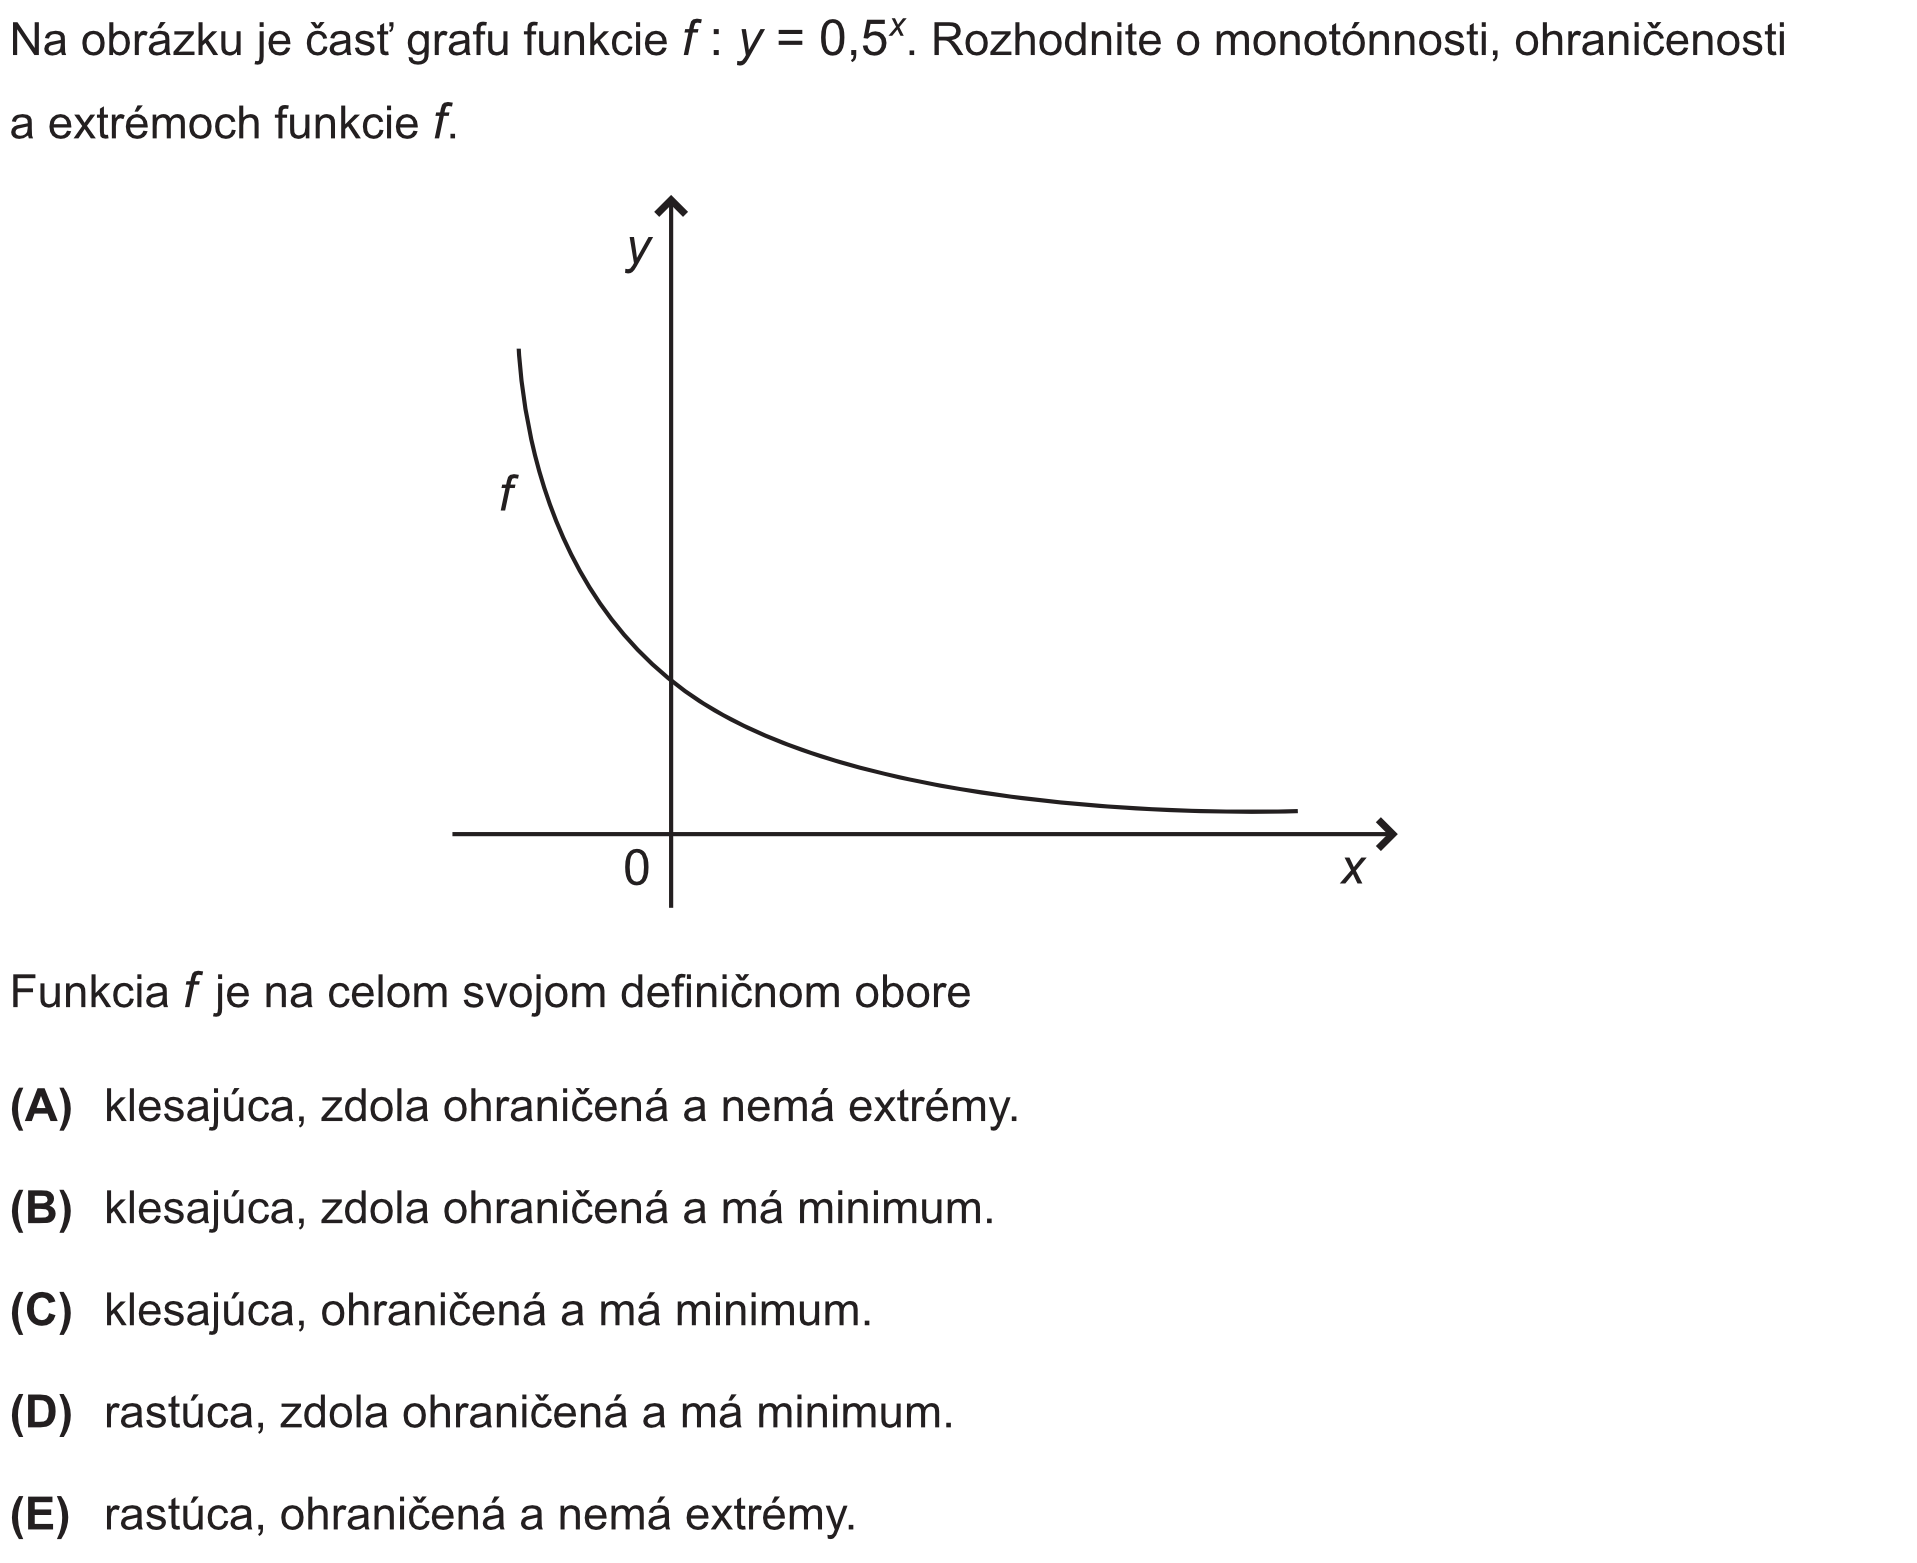 Na obrázku je časť grafu funkcie f : y = 0,5ˣ. Rozhodnite o monotónnosti, ohraničenosti
a extrémoch funkcie f.
y
f
0
x
Funkcia f je na celom svojom definičnom obore
(A) klesajúca, zdola ohraničená a nemá extrémy.
(B) klesajúca, zdola ohraničená a má minimum.
(C) klesajúca, ohraničená a má minimum.
(D) rastúca, zdola ohraničená a má minimum.
(E) rastúca, ohraničená a nemá extrémy.